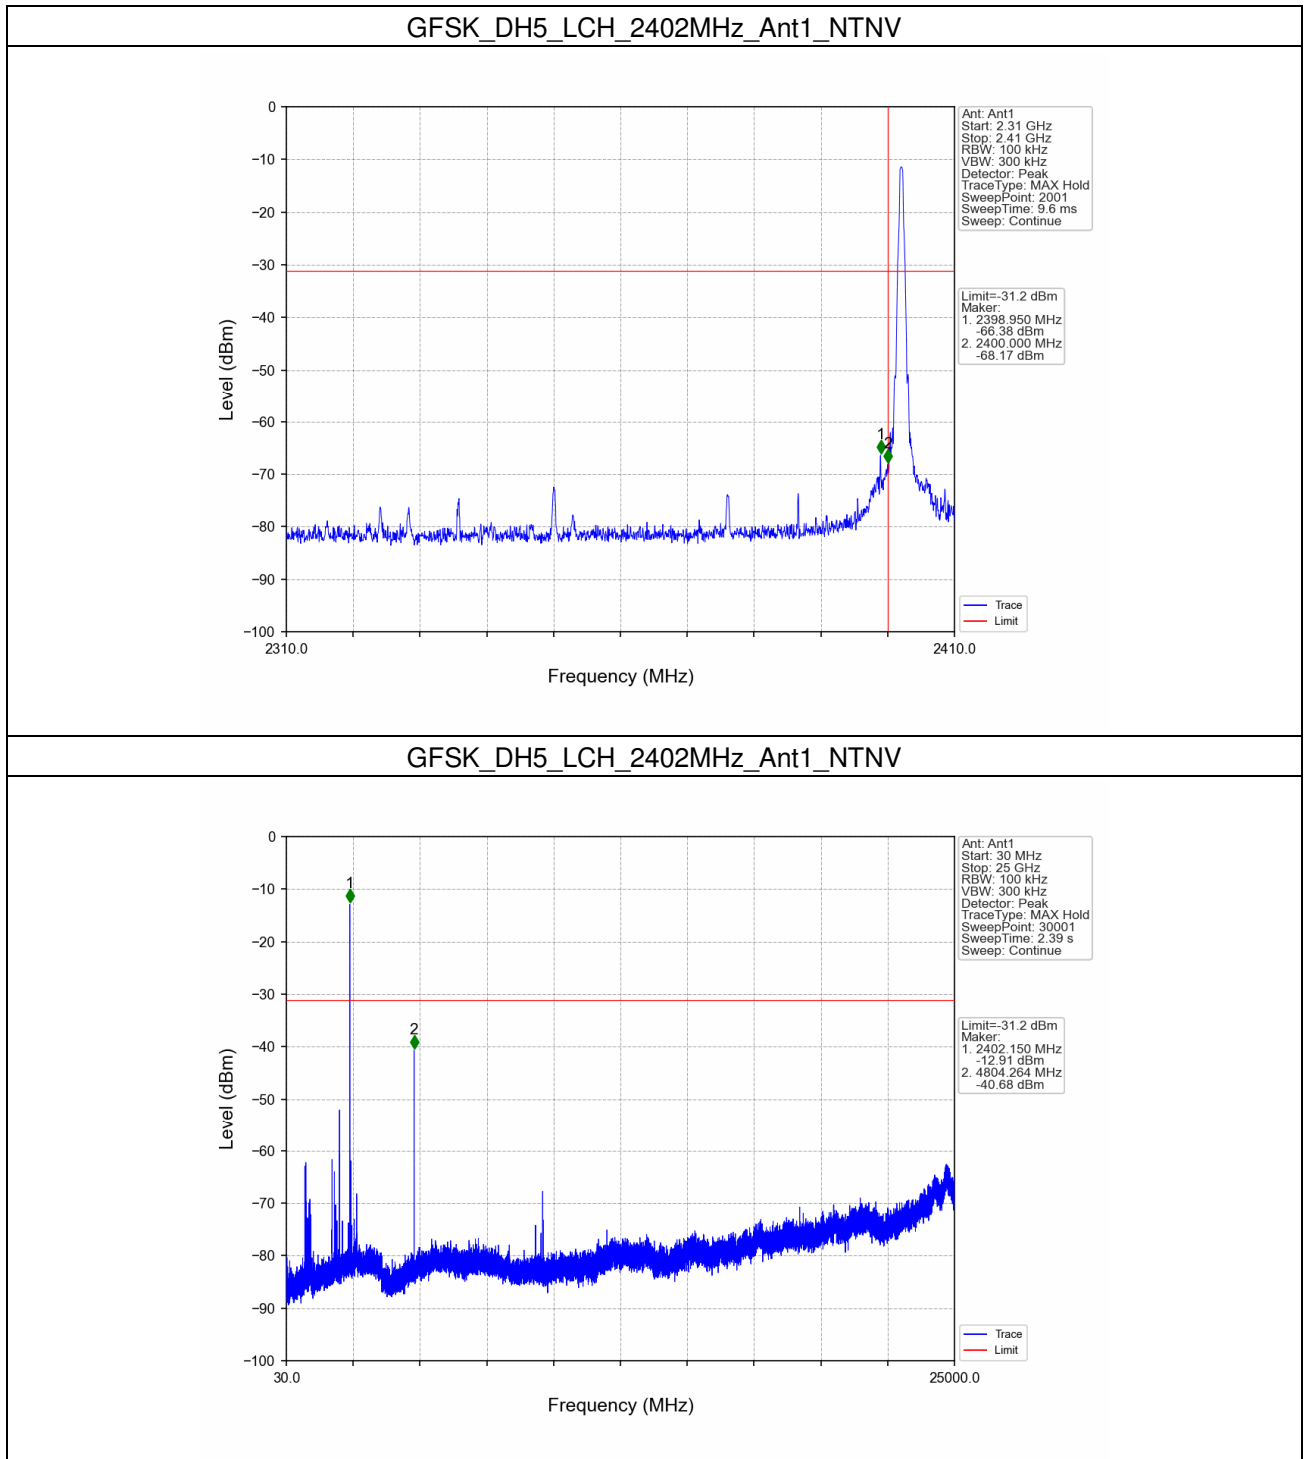 GFSK_DH5_LCH_2402MHz_Ant1_NTNV
0
−10
−20
−30
−40
−50
−60
−70
−80
−90
−100
Level (dBm)
2310.0
2410.0
Frequency (MHz)
1
2
Ant: Ant1
Start: 2.31 GHz
Stop: 2.41 GHz
RBW: 100 kHz
VBW: 300 kHz
Detector: Peak
TraceType: MAX Hold
SweepPoint: 2001
SweepTime: 9.6 ms
Sweep: Continue
Limit=-31.2 dBm
Maker:
1. 2398.950 MHz
-66.38 dBm
2. 2400.000 MHz
-68.17 dBm
Trace
Limit
GFSK_DH5_LCH_2402MHz_Ant1_NTNV
0
−10
−20
−30
−40
−50
−60
−70
−80
−90
−100
Level (dBm)
30.0
25000.0
Frequency (MHz)
1
2
Ant: Ant1
Start: 30 MHz
Stop: 25 GHz
RBW: 100 kHz
VBW: 300 kHz
Detector: Peak
TraceType: MAX Hold
SweepPoint: 30001
SweepTime: 2.39 s
Sweep: Continue
Limit=-31.2 dBm
Maker:
1. 2402.150 MHz
-12.91 dBm
2. 4804.264 MHz
-40.68 dBm
Trace
Limit